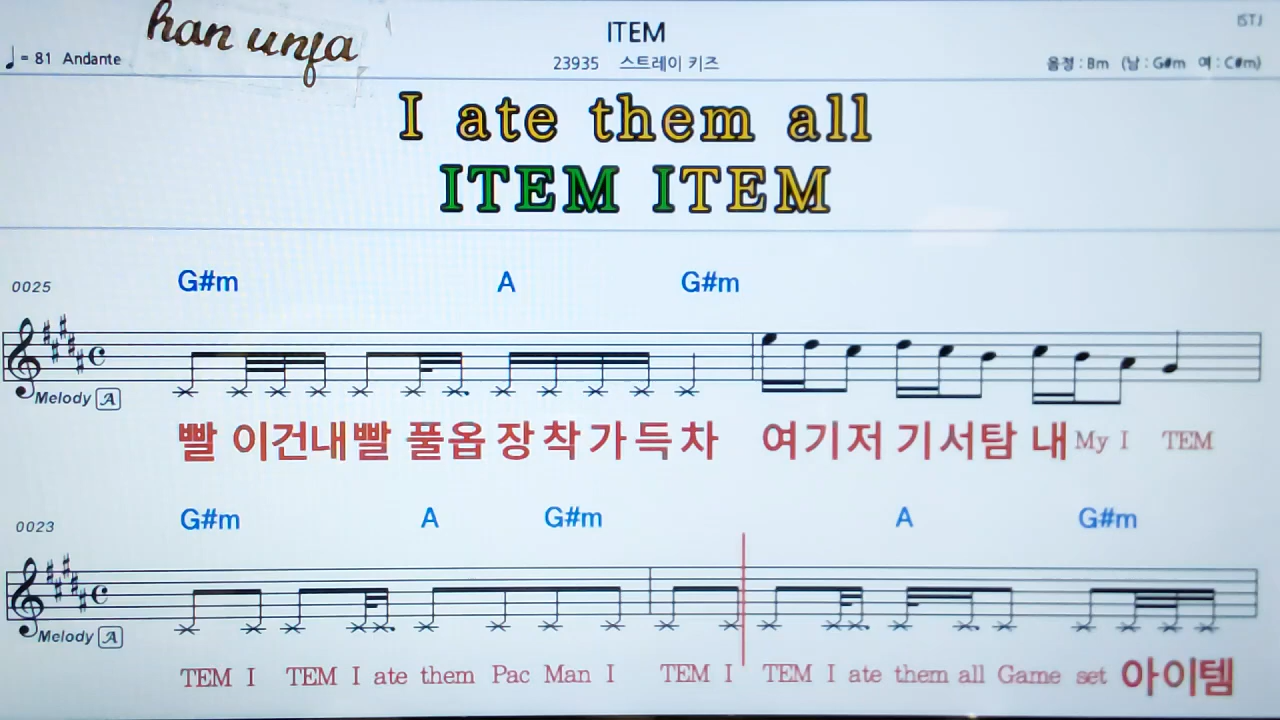 han unja
ITEM
ISTJ
♩= 81 Andante
23935 스트레이 키즈
음정 : Bm (남 : G#m 여 : C#m)
I ate them all
ITEM ITEM
0025 G#m A G#m
Melody A
빨 이건내빨 풀옵 장착가득차 여기저 기서탐 내My I TEM
0023 G#m A G#m A G#m
Melody A
TEM I TEM I ate them Pac Man I TEM I TEM I ate them all Game set 아이템